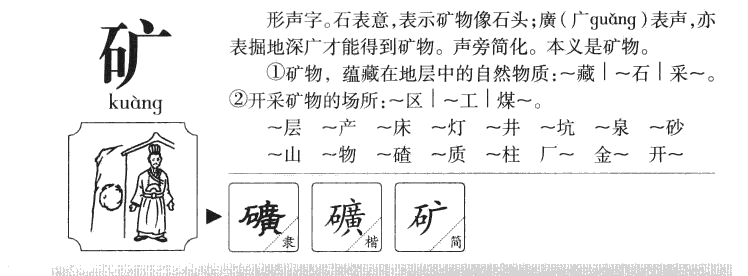 矿
kuàng
形声字。石表意,表示矿物像石头;廣(广guǎng)表声,亦
表掘地深广才能得到矿物。声旁简化。本义是矿物。
①矿物，蕴藏在地层中的自然物质:～藏|～石|采～。
②开采矿物的场所:～区|～工|煤～。
～层 ～产 ～床 ～灯 ～井 ～坑 ～泉 ～砂
～山 ～物 ～碴 ～质 ～柱 厂～ 金～ 开～
礦 隶
礦 楷
矿 简